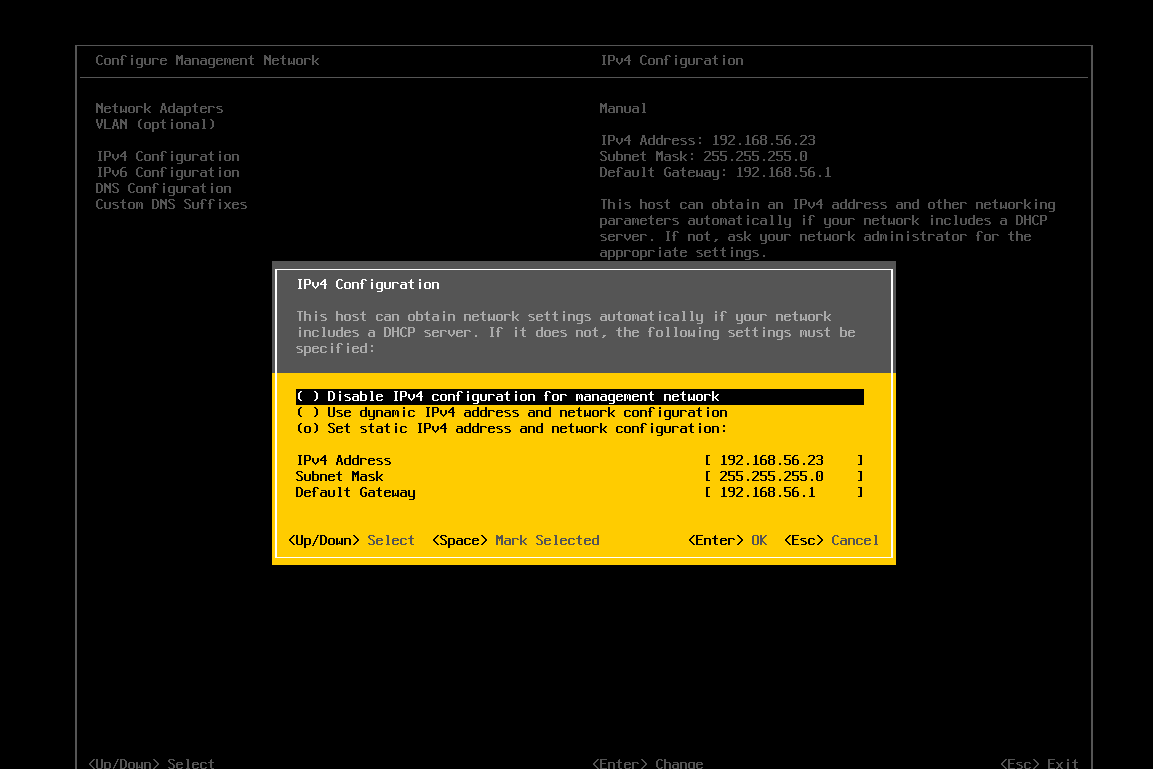 Configure Management Network
IPv4 Configuration
Network Adapters
VLAN (optional)
IPv4 Configuration
IPv6 Configuration
DNS Configuration
Custom DNS Suffixes
Manual
IPv4 Address: 192.168.56.23
Subnet Mask: 255.255.255.0
Default Gateway: 192.168.56.1
This host can obtain an IPv4 address and other networking
parameters automatically if your network includes a DHCP
server. If not, ask your network administrator for the
appropriate settings.
IPv4 Configuration
This host can obtain network settings automatically if your network
includes a DHCP server. If it does not, the following settings must be
specified:
( ) Disable IPv4 configuration for management network
( ) Use dynamic IPv4 address and network configuration
(o) Set static IPv4 address and network configuration:
IPv4 Address [ 192.168.56.23 ]
Subnet Mask [ 255.255.255.0 ]
Default Gateway [ 192.168.56.1 ]
<Up/Down> Select <Space> Mark Selected <Enter> OK <Esc> Cancel
<Up/Down> Select <Enter> Change <Esc> Exit